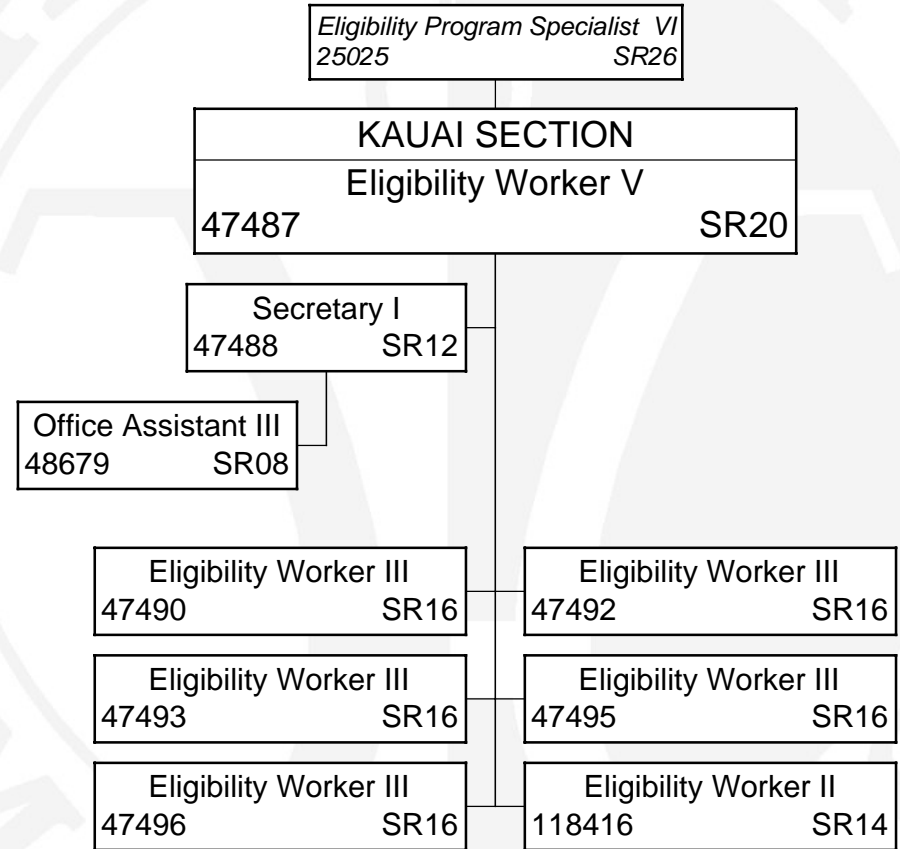 Eligibility Program Specialist VI
25025 SR26
KAUAI SECTION
Eligibility Worker V
47487 SR20
Secretary I
47488 SR12
Office Assistant III
48679 SR08
Eligibility Worker III
47490 SR16
Eligibility Worker III
47492 SR16
Eligibility Worker III
47493 SR16
Eligibility Worker III
47495 SR16
Eligibility Worker III
47496 SR16
Eligibility Worker II
118416 SR14